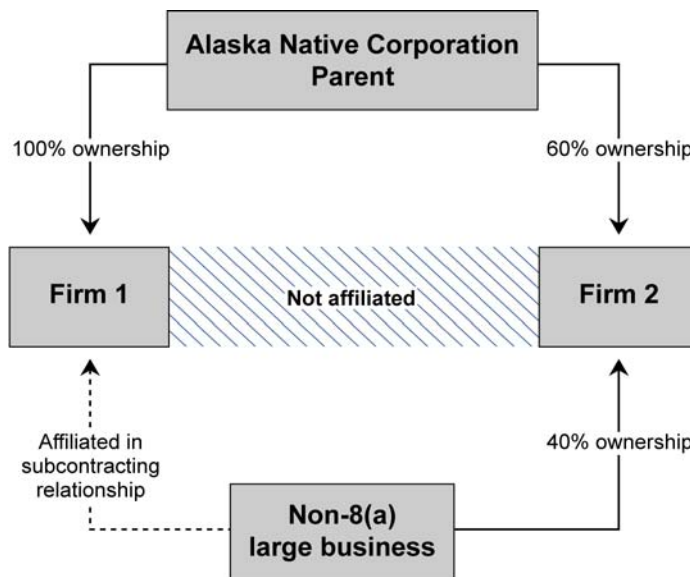 Alaska Native Corporation
Parent
100% ownership
60% ownership
Firm 1
Not affiliated
Firm 2
Affiliated in
subcontracting
relationship
40% ownership
Non-8(a)
large business